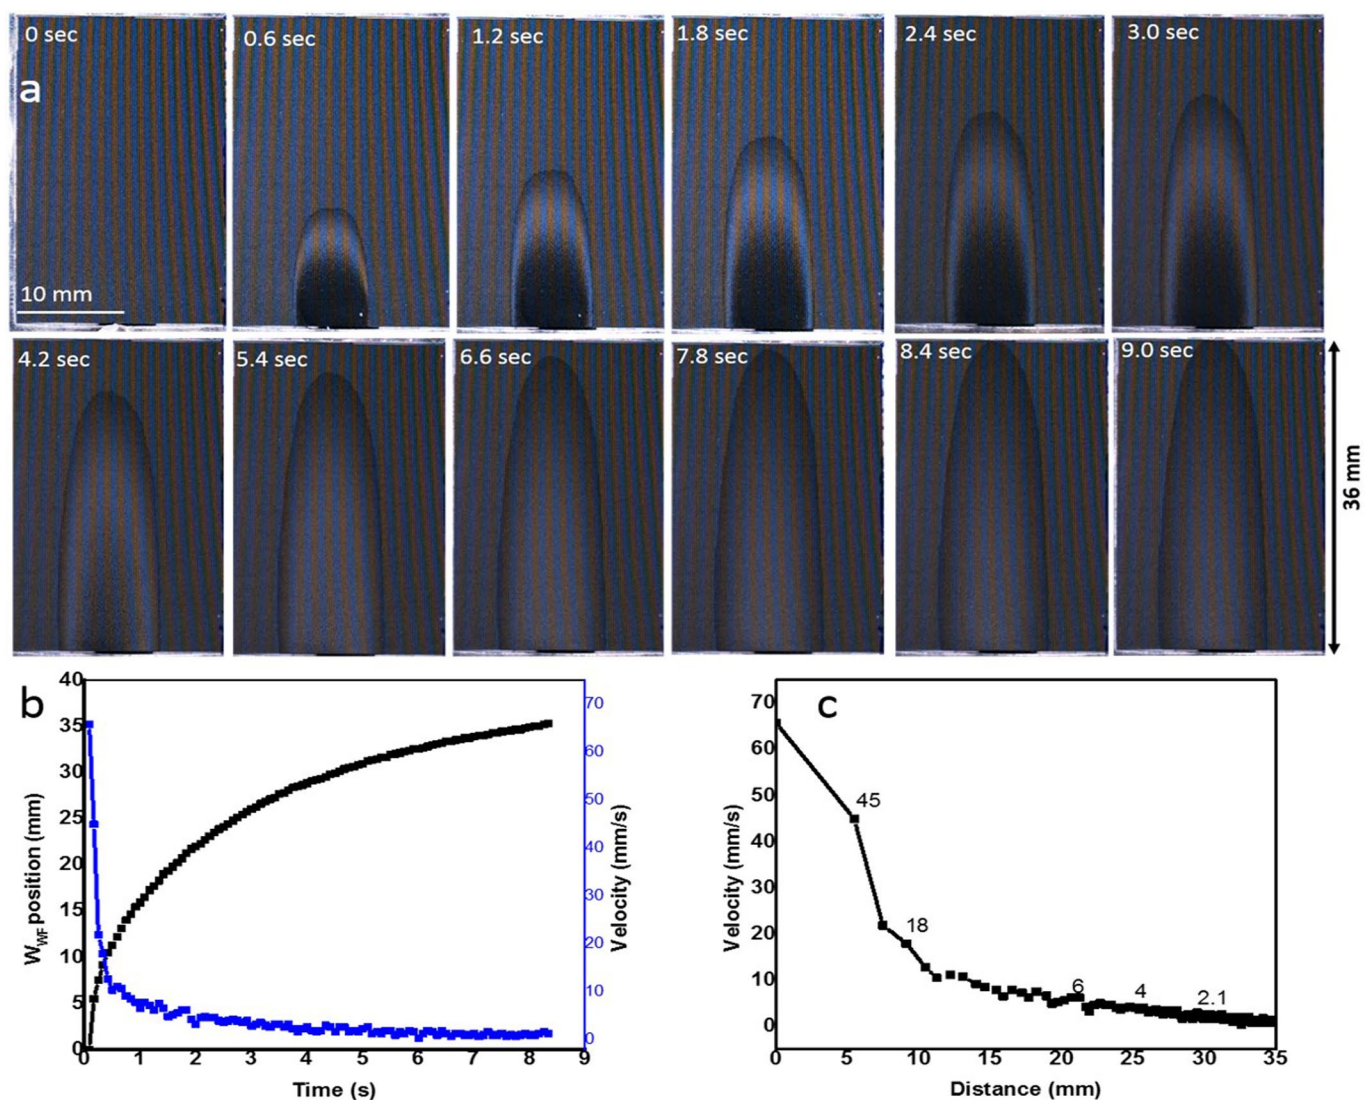 0 sec
0.6 sec
1.2 sec
1.8 sec
2.4 sec
3.0 sec
a
10 mm
4.2 sec
5.4 sec
6.6 sec
7.8 sec
8.4 sec
9.0 sec
36 mm
b
40
35
30
25
20
15
10
5
0
W_WF position (mm)
70
60
50
40
30
20
10
0
Velocity (mm/s)
0 1 2 3 4 5 6 7 8 9
Time (s)
c
70
60
50
40
30
20
10
0
Velocity (mm/s)
45
18
6
4
2.1
0 5 10 15 20 25 30 35
Distance (mm)